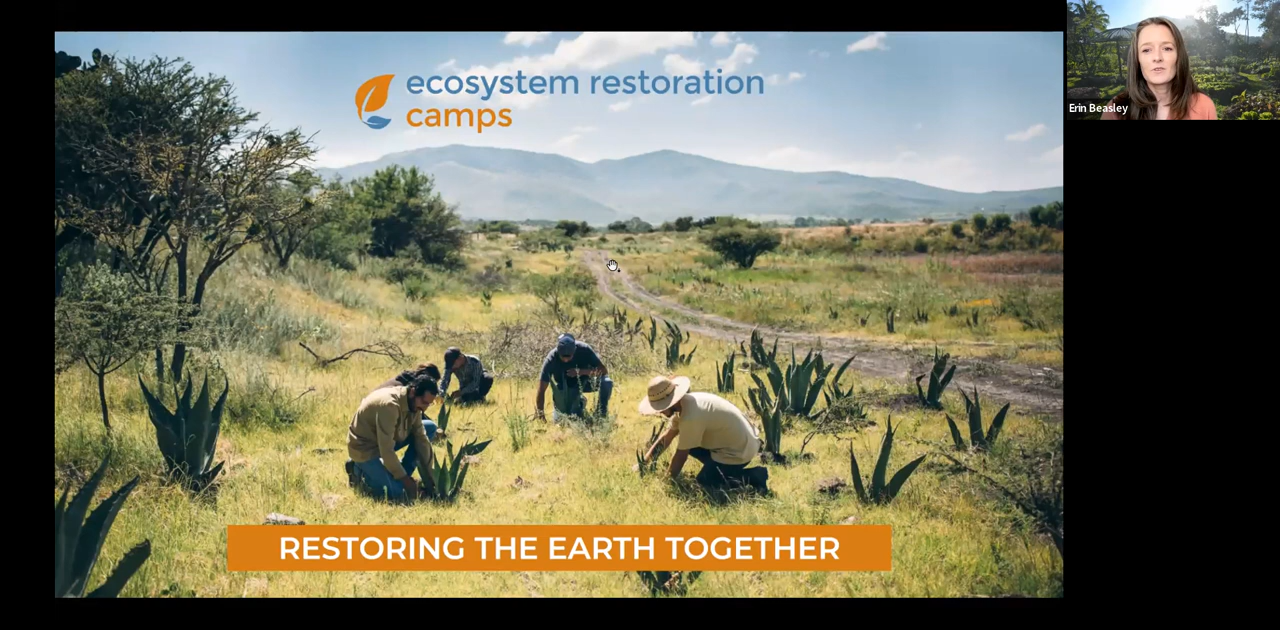 ecosystem restoration
camps
Erin Beasley
RESTORING THE EARTH TOGETHER